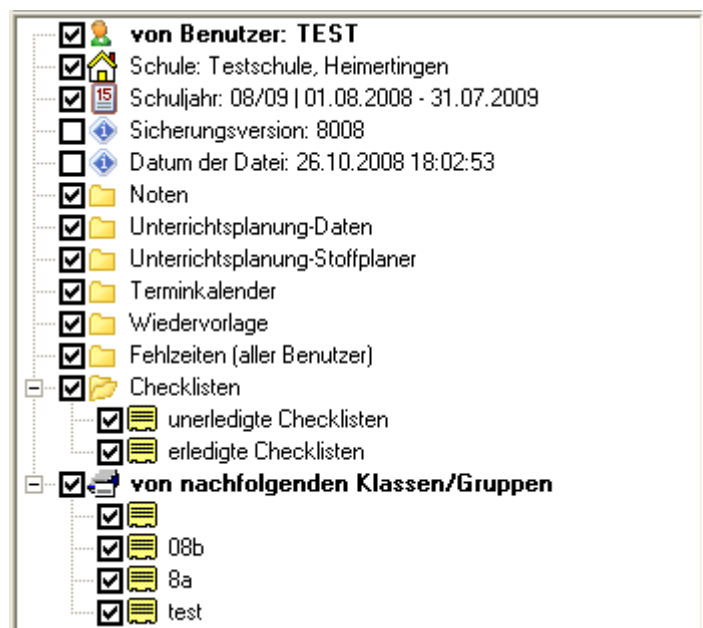 von Benutzer: TEST
Schule: Testschule, Heimertingen
15
Schuljahr: 08/09 | 01.08.2008 - 31.07.2009
Sicherungsversion: 8008
Datum der Datei: 26.10.2008 18:02:53
Noten
Unterrichtsplanung-Daten
Unterrichtsplanung-Stoffplaner
Terminkalender
Wiedervorlage
Fehlzeiten (aller Benutzer)
Checklisten
unerledigte Checklisten
erledigte Checklisten
von nachfolgenden Klassen/Gruppen
08b
8a
test